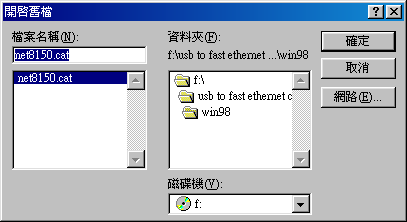 開啓舊檔
檔案名稱(N):
net8150.cat
net8150.cat
資料夾(F):
f:\usb to fast ethernet ...\win98
f:\
usb to fast ethernet c
win98
磁碟機(V):
f:
確定
取消
網路(E)...